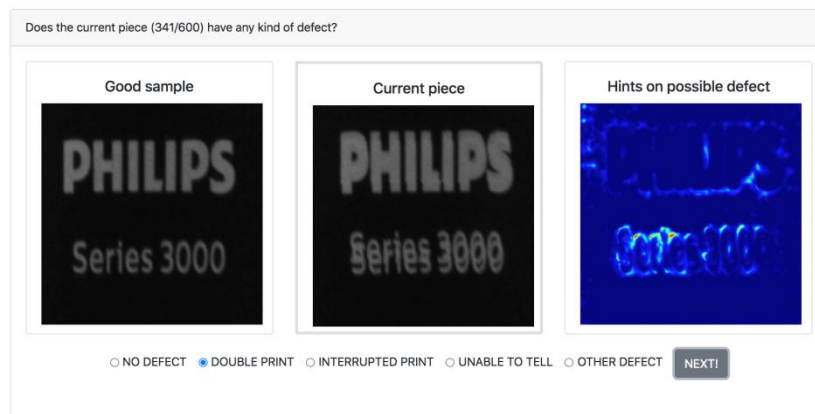 Does the current piece (341/600) have any kind of defect?
Good sample
Current piece
Hints on possible defect
PHILIPS
Series 3000
PHILIPS
Series 3000
NO DEFECT DOUBLE PRINT INTERRUPTED PRINT UNABLE TO TELL OTHER DEFECT NEXT!